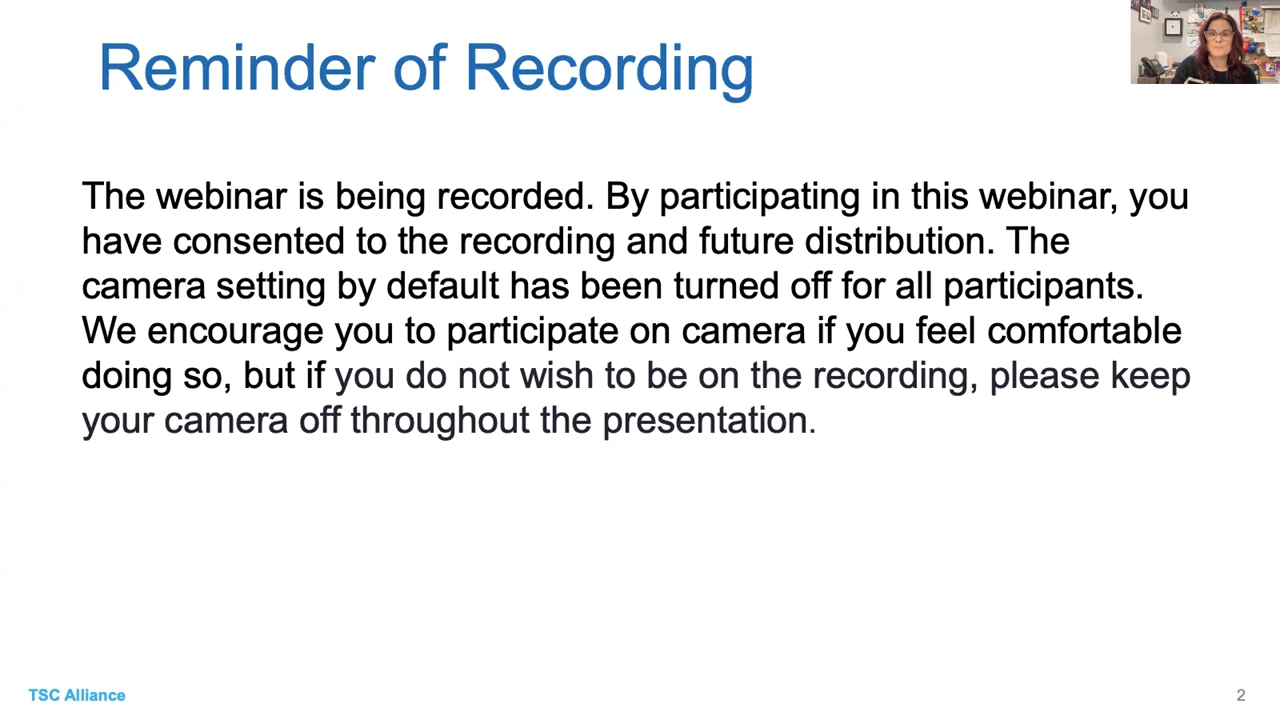 Reminder of Recording
The webinar is being recorded. By participating in this webinar, you
have consented to the recording and future distribution. The
camera setting by default has been turned off for all participants.
We encourage you to participate on camera if you feel comfortable
doing so, but if you do not wish to be on the recording, please keep
your camera off throughout the presentation.
TSC Alliance
2